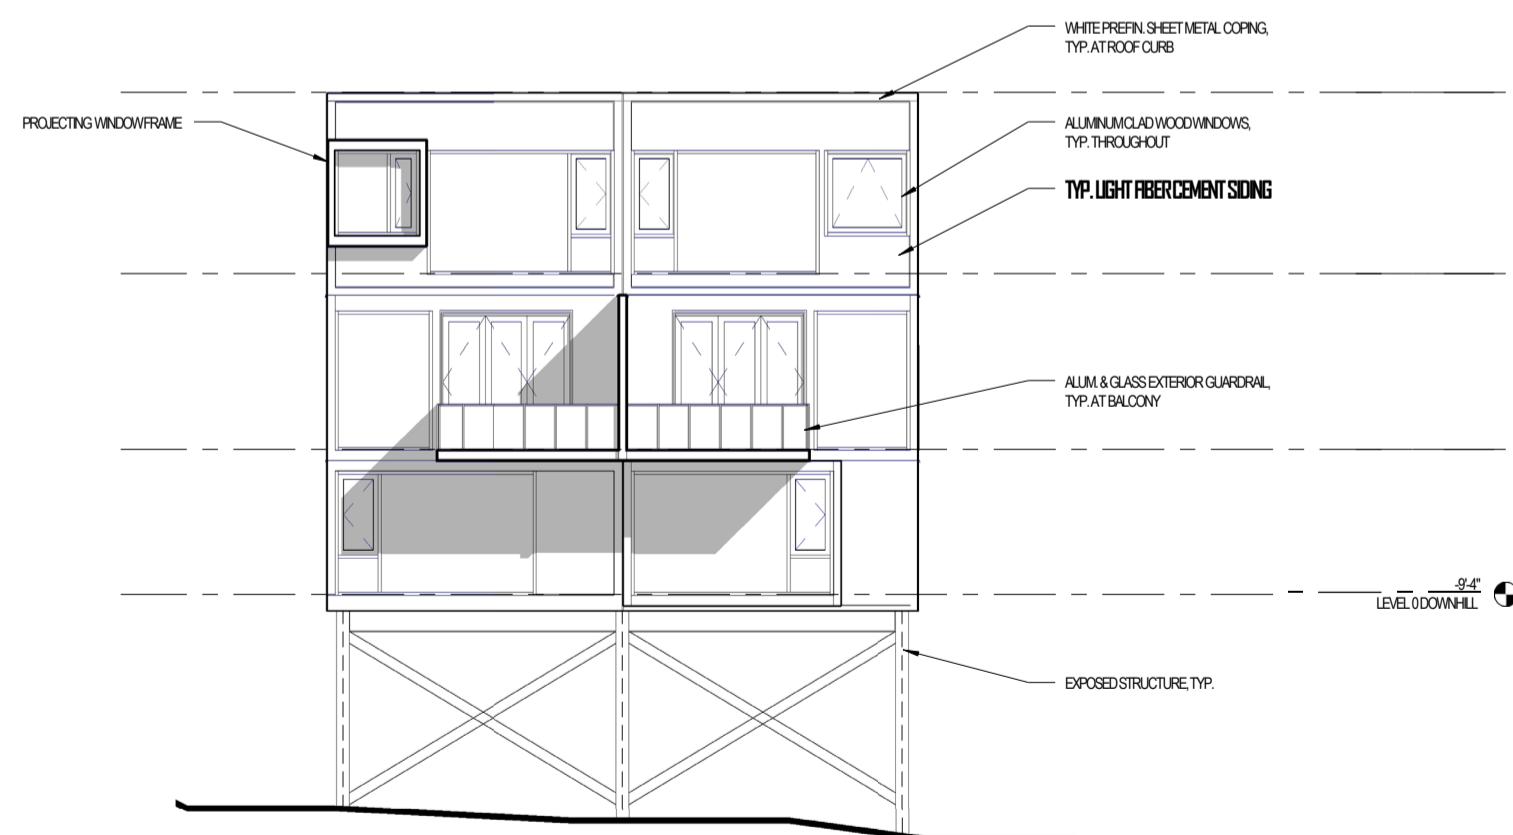 WHITE PREFIN. SHEET METAL COPING,
TYP. AT ROOF CURB
PROJECTING WINDOW FRAME
ALUMINUM CLAD WOOD WINDOWS,
TYP. THROUGHOUT
TYP. LIGHT FIBER CEMENT SIDING
ALUM. & GLASS EXTERIOR GUARDRAIL,
TYP. AT BALCONY
-9'-4"
LEVEL 0 DOWNHILL
EXPOSED STRUCTURE, TYP.